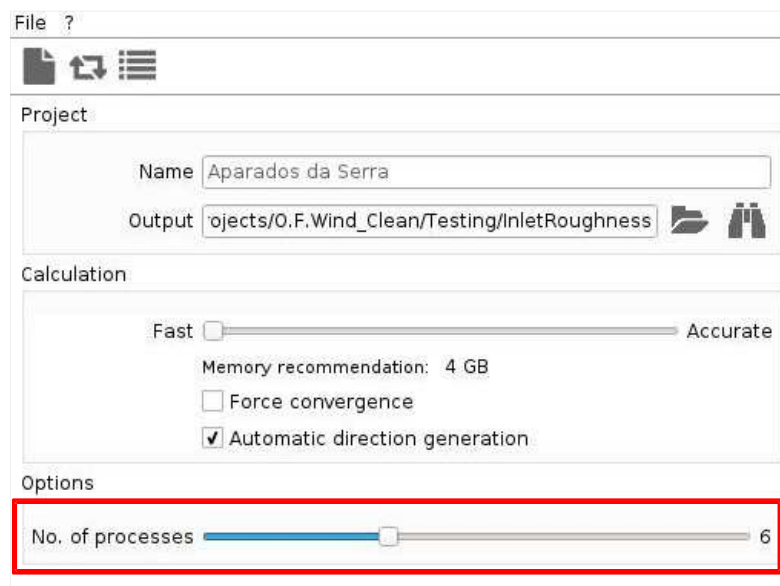 File ?
Project
Name Aparados da Serra
Output rojects/O.F.Wind_Clean/Testing/InletRoughness
Calculation
Fast Accurate
Memory recommendation: 4 GB
Force convergence
Automatic direction generation
Options
No. of processes 6